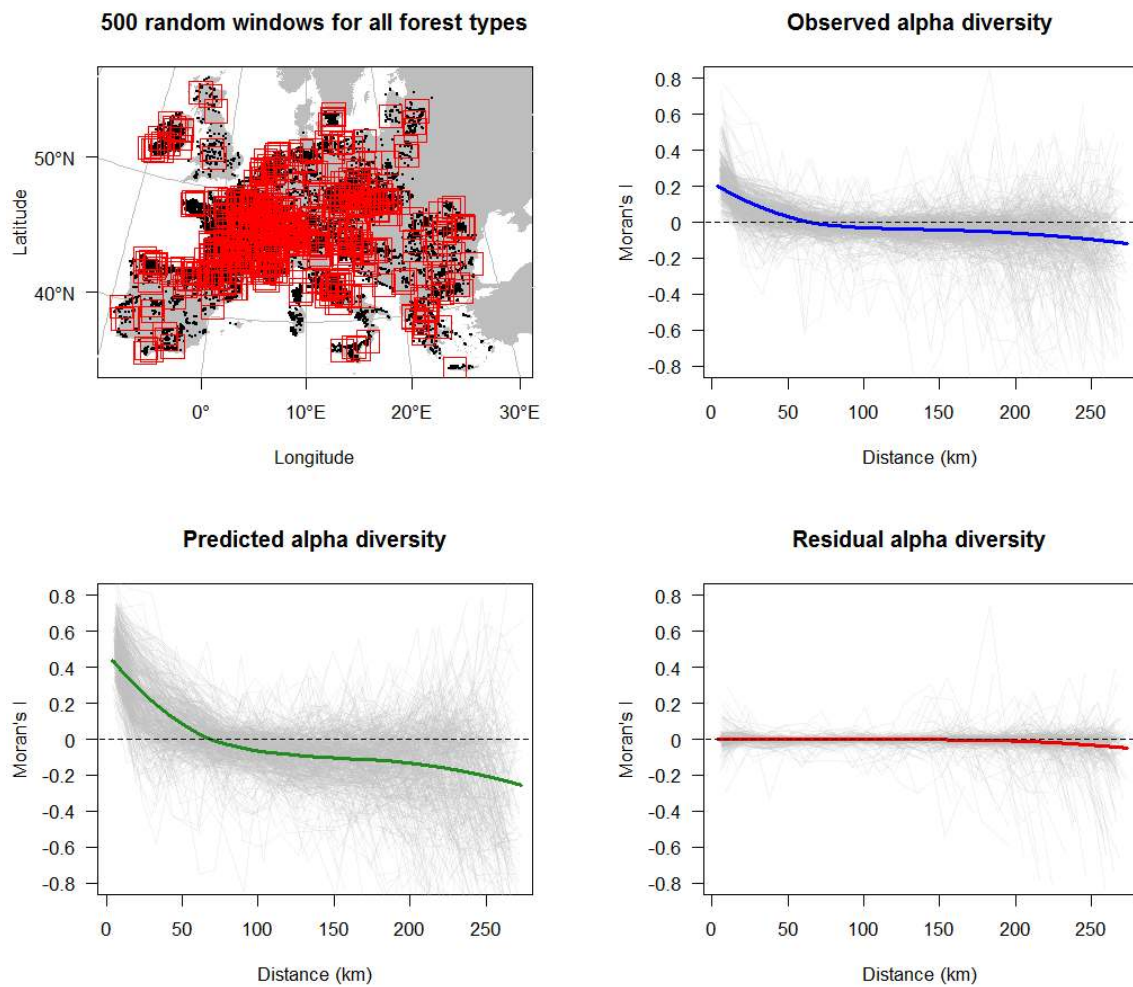 500 random windows for all forest types
50°N
40°N
Latitude
0°
10°E
20°E
30°E
Longitude
Observed alpha diversity
0.8
0.6
0.4
0.2
0
-0.2
-0.4
-0.6
-0.8
Moran's I
0
50
100
150
200
250
Distance (km)
Predicted alpha diversity
0.8
0.6
0.4
0.2
0
-0.2
-0.4
-0.6
-0.8
Moran's I
0
50
100
150
200
250
Distance (km)
Residual alpha diversity
0.8
0.6
0.4
0.2
0
-0.2
-0.4
-0.6
-0.8
Moran's I
0
50
100
150
200
250
Distance (km)